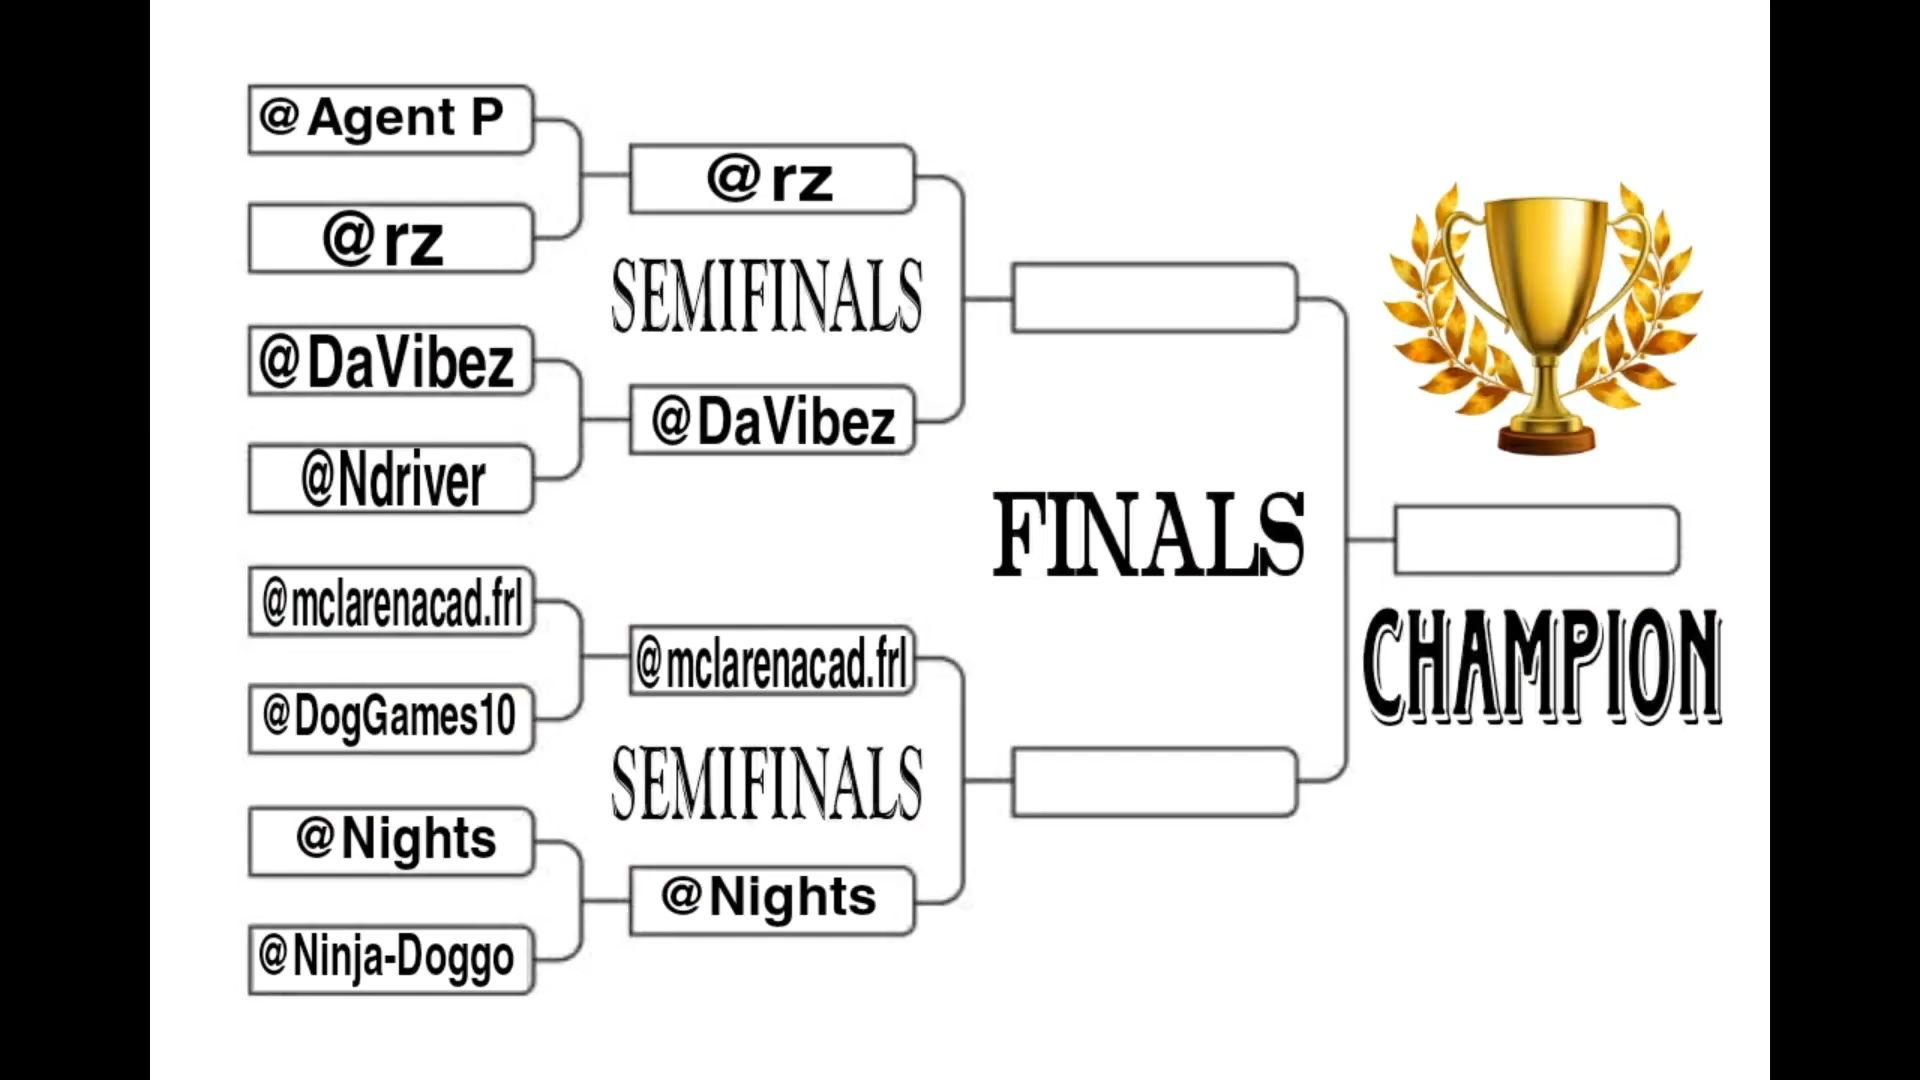 @Agent P
@rz
@DaVibez
@Ndriver
@mclarenacad.frl
@DogGames10
@Nights
@Ninja-Doggo
@rz
SEMIFINALS
@DaVibez
@mclarenacad.frl
SEMIFINALS
@Nights
FINALS
CHAMPION